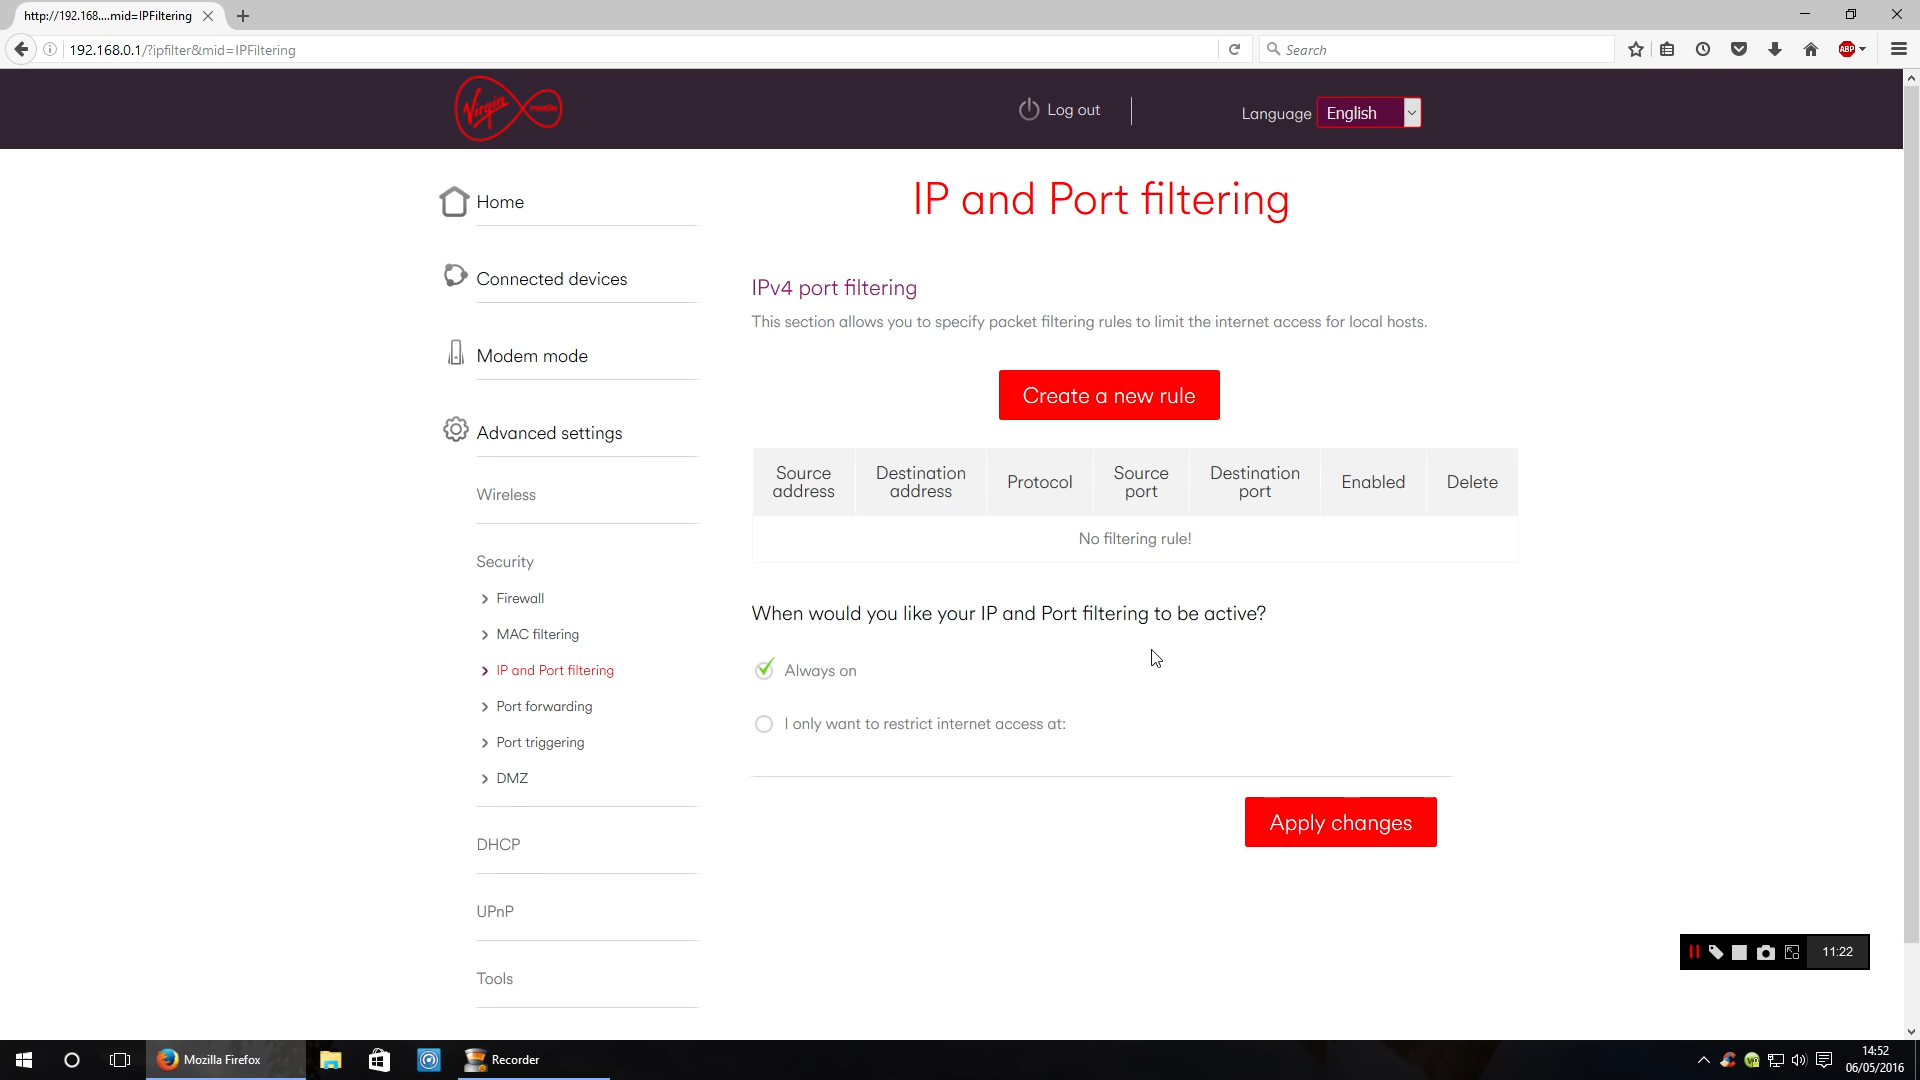 http://192.168....mid=IPFiltering
192.168.0.1/?ipfilter&mid=IPFiltering
Search
ABP
Virgin media
Log out
Language
English
Home
Connected devices
Modem mode
Advanced settings
Wireless
Security
Firewall
MAC filtering
IP and Port filtering
Port forwarding
Port triggering
DMZ
DHCP
UPnP
Tools
IP and Port filtering
IPv4 port filtering
This section allows you to specify packet filtering rules to limit the internet access for local hosts.
Create a new rule
Source address
Destination address
Protocol
Source port
Destination port
Enabled
Delete
No filtering rule!
When would you like your IP and Port filtering to be active?
Always on
I only want to restrict internet access at:
Apply changes
11:22
Mozilla Firefox
Recorder
14:52
06/05/2016